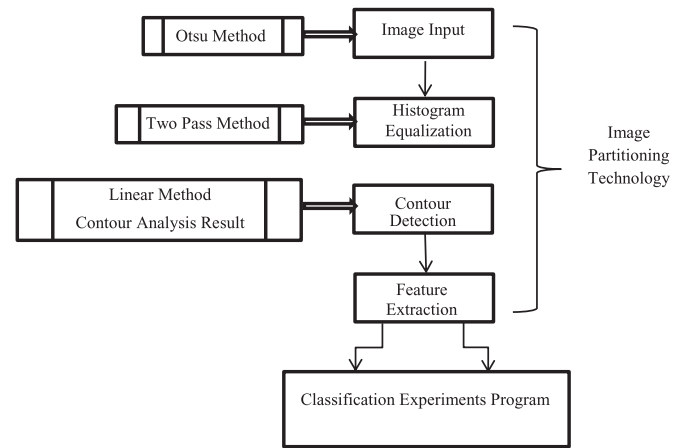 Otsu Method
Image Input
Two Pass Method
Histogram
Equalization
Image
Partitioning
Technology
Linear Method
Contour Analysis Result
Contour
Detection
Feature
Extraction
Classification Experiments Program